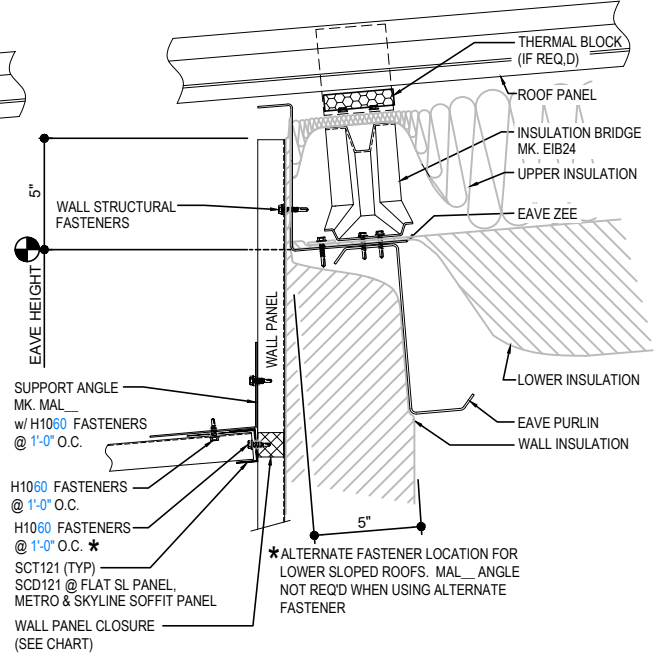 THERMAL BLOCK
(IF REQ,D)
ROOF PANEL
INSULATION BRIDGE
MK. EIB24
UPPER INSULATION
EAVE ZEE
5"
WALL STRUCTURAL
FASTENERS
EAVE HEIGHT
WALL PANEL
SUPPORT ANGLE
MK. MAL__
w/ H1060 FASTENERS
@ 1'-0" O.C.
LOWER INSULATION
EAVE PURLIN
WALL INSULATION
H1060 FASTENERS
@ 1'-0" O.C.
H1060 FASTENERS
@ 1'-0" O.C. *
SCT121 (TYP)
SCD121 @ FLAT SL PANEL,
METRO & SKYLINE SOFFIT PANEL
WALL PANEL CLOSURE
(SEE CHART)
5"
*ALTERNATE FASTENER LOCATION FOR
LOWER SLOPED ROOFS. MAL__ ANGLE
NOT REQ'D WHEN USING ALTERNATE
FASTENER